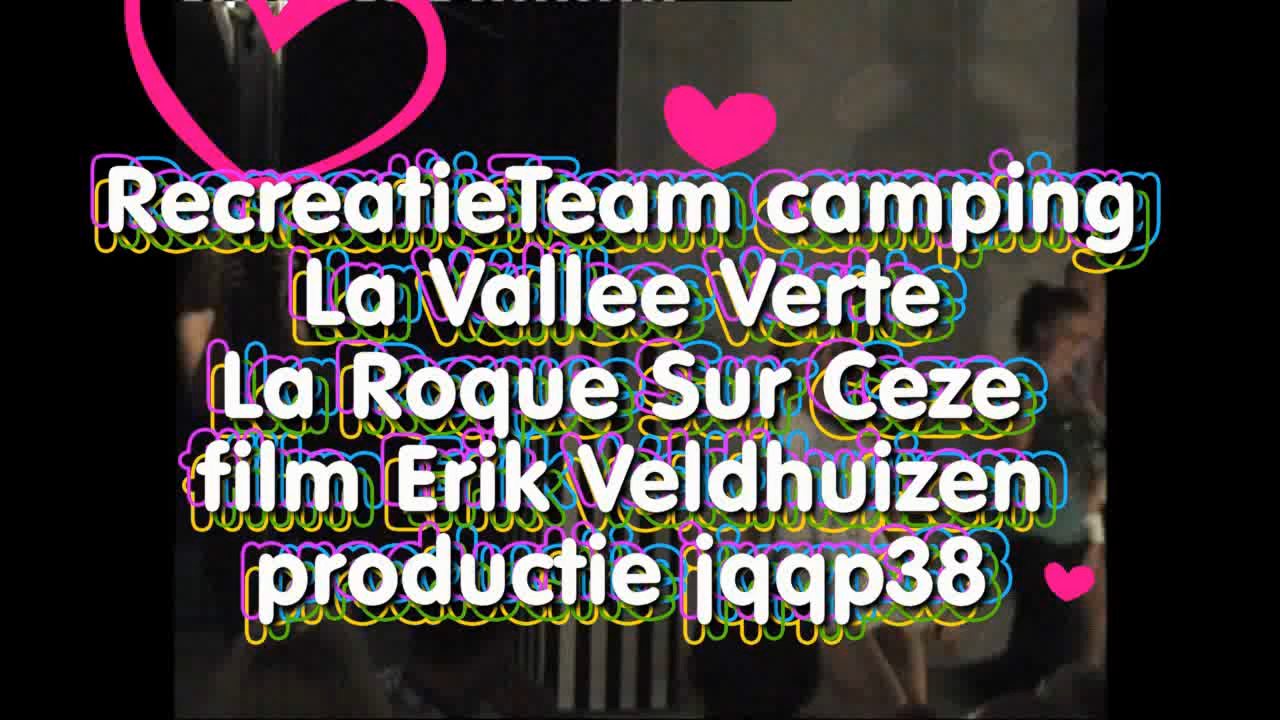 RecreatieTeam camping
La Vallee Verte
La Roque Sur Ceze
film Erik Veldhuizen
productie jqqp38